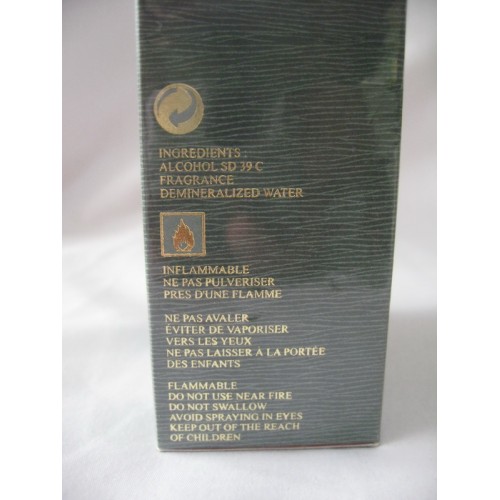 INGREDIENTS
ALCOHOL SD 39 C
FRAGRANCE
DEMINERALIZED WATER
INFLAMMABLE
NE PAS PULVERISER
PRES D'UNE FLAMME
NE PAS AVALER
ÉVITER DE VAPORISER
VERS LES YEUX
NE PAS LAISSER À LA PORTÉE
DES ENFANTS
FLAMMABLE
DO NOT USE NEAR FIRE
DO NOT SWALLOW
AVOID SPRAYING IN EYES
KEEP OUT OF THE REACH
OF CHILDREN